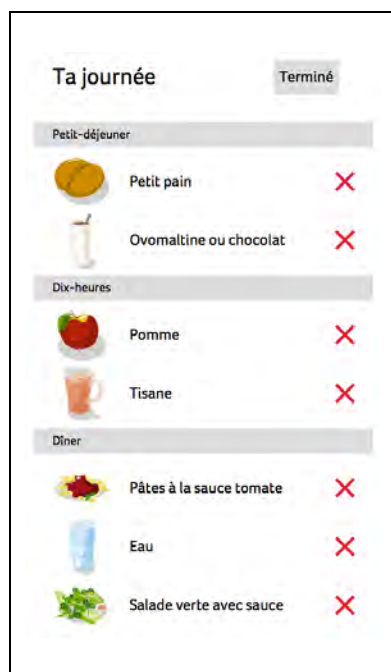 Ta journée
Terminé
Petit-déjeuner
Petit pain
Ovomaltine ou chocolat
Dix-heures
Pomme
Tisane
Dîner
Pâtes à la sauce tomate
Eau
Salade verte avec sauce